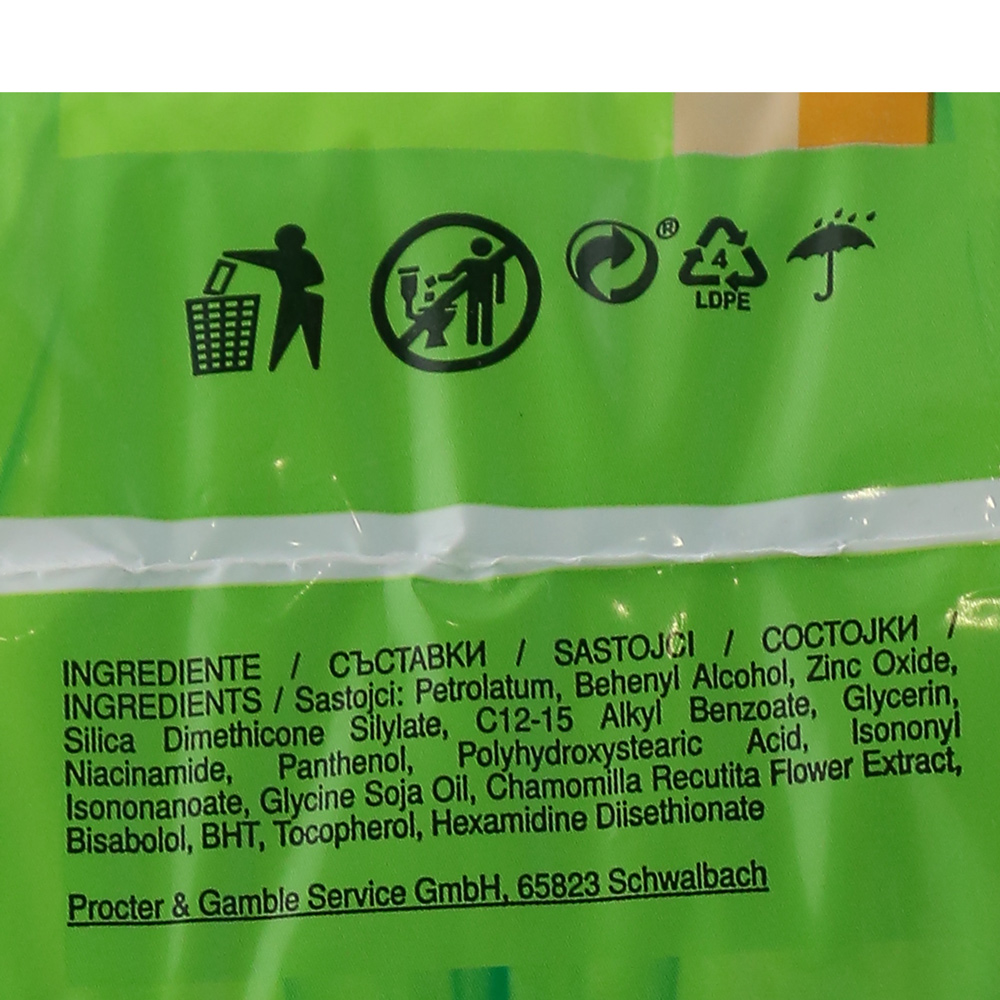 ®
4
LDPE
INGREDIENTE / СЪСТАВКИ / SASTOJCI / СОСТОЈКИ /
INGREDIENTS / Sastojci: Petrolatum, Behenyl Alcohol, Zinc Oxide,
Silica Dimethicone Silylate, C12-15 Alkyl Benzoate, Glycerin,
Niacinamide, Panthenol, Polyhydroxystearic Acid, Isononyl
Isononanoate, Glycine Soja Oil, Chamomilla Recutita Flower Extract,
Bisabolol, BHT, Tocopherol, Hexamidine Diisethionate
Procter & Gamble Service GmbH, 65823 Schwalbach